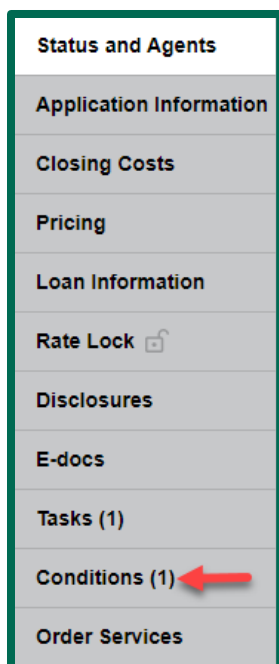 Status and Agents
Application Information
Closing Costs
Pricing
Loan Information
Rate Lock
Disclosures
E-docs
Tasks (1)
Conditions (1)
Order Services